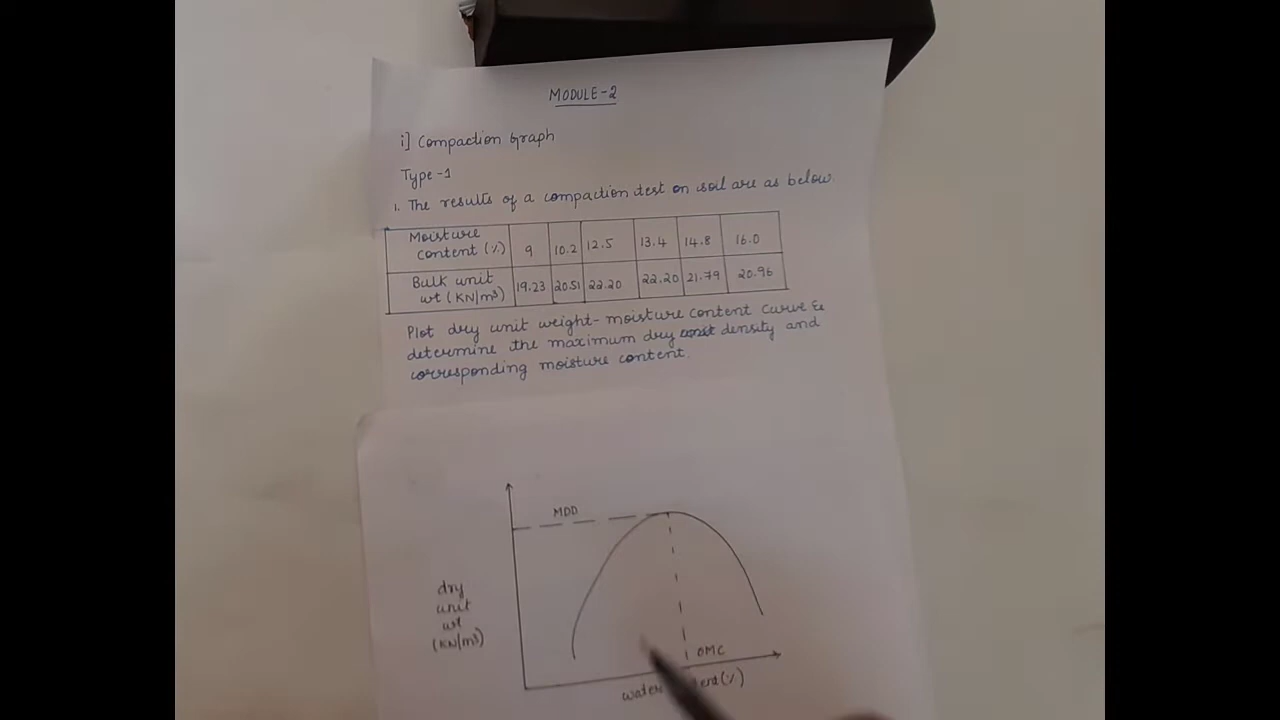 MODULE-2
i] Compaction Graph
Type-1
1. The results of a compaction test on soil are as below
Moisture content (%) 9 10.2 12.5 13.4 14.8 16.0
Bulk unit wt (KN/m³) 19.23 20.51 22.20 22.20 21.79 20.96
Plot dry unit weight-moisture content curve &
determine the maximum dry density and
corresponding moisture content.
MDD
dry
unit
wt
(KN/m³)
OMC
water (%)